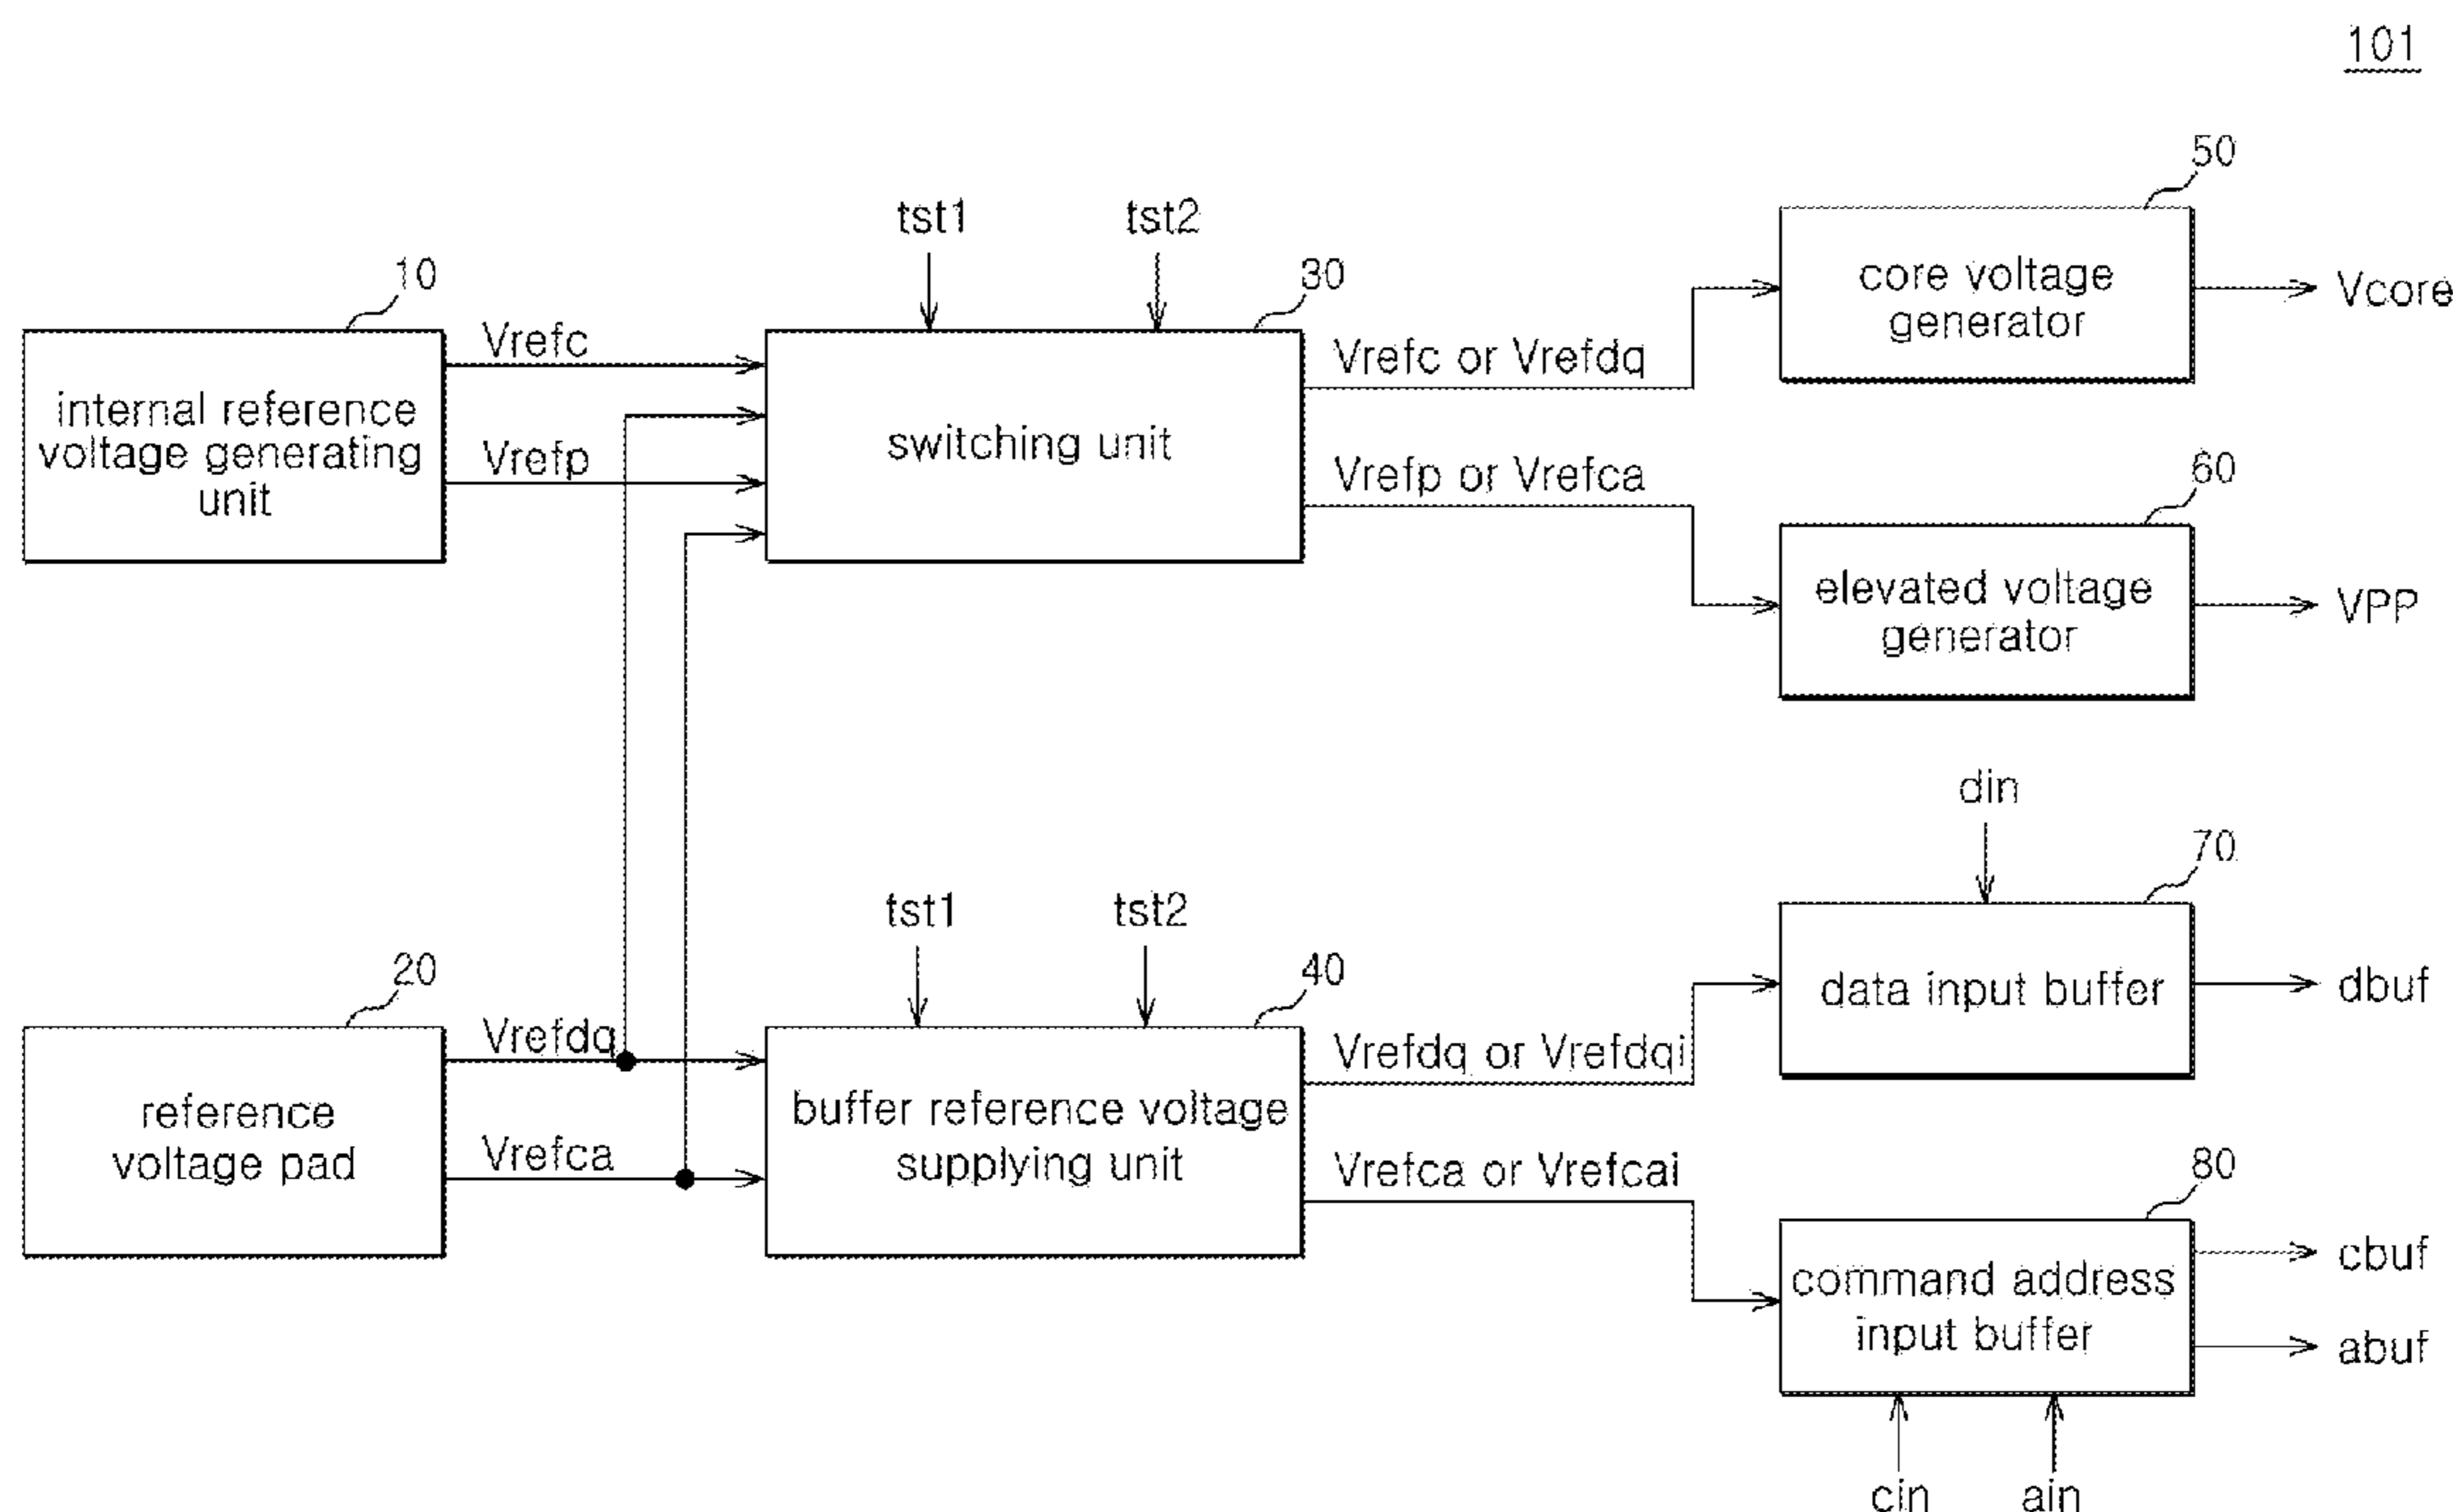 101
tst1
tst2
10
30
50
Vrefc
Vrefp
internal reference
voltage generating
unit
switching unit
Vrefc or Vrefdq
Vrefp or Vrefca
core voltage
generator
Vcore
60
elevated voltage
generator
VPP
din
tst1
tst2
20
40
70
Vrefdq
Vrefca
reference
voltage pad
buffer reference voltage
supplying unit
Vrefdq or Vrefdqi
Vrefca or Vrefcai
data input buffer
dbuf
80
command address
input buffer
cbuf
abuf
cin
ain